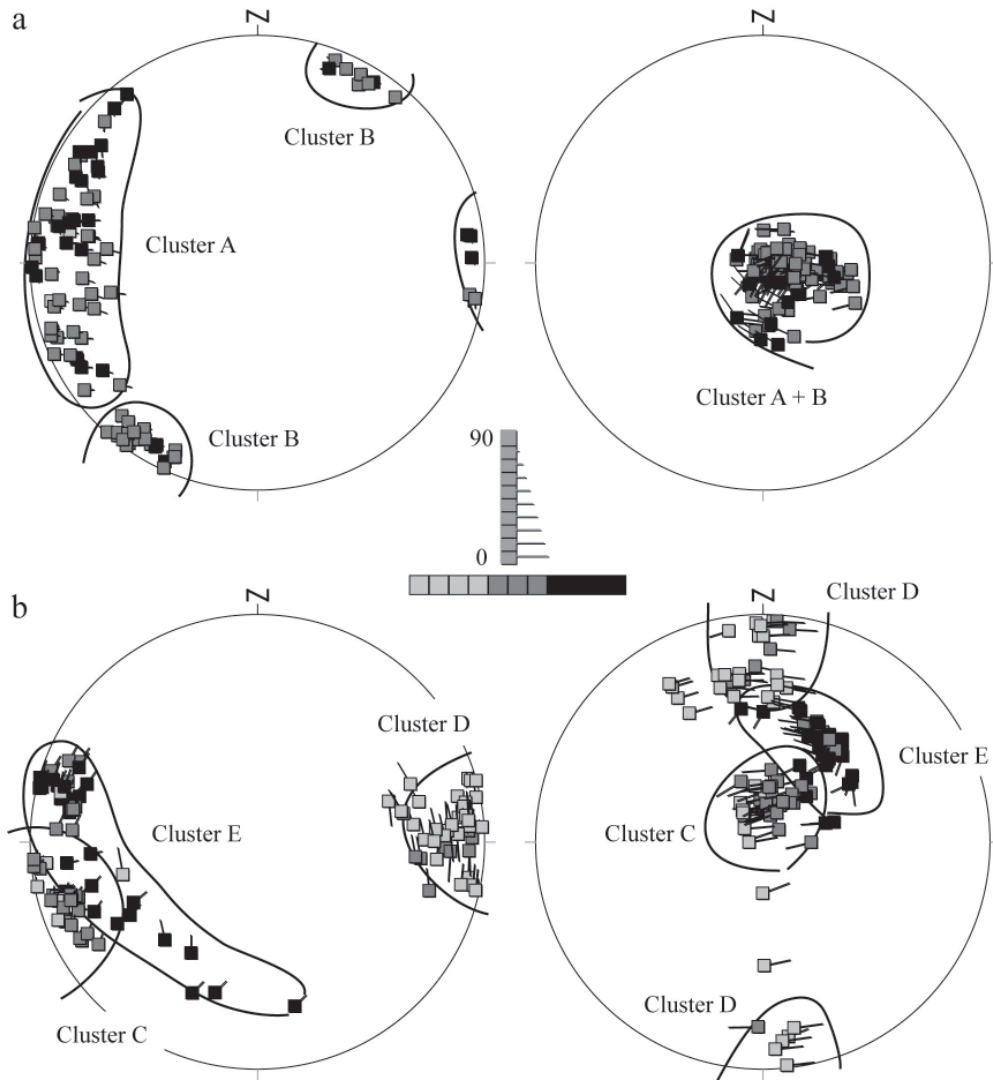 a
N
N
Cluster B
Cluster A
Cluster B
Cluster A + B
90
0
b
N
N
Cluster D
Cluster D
Cluster E
Cluster E
Cluster C
Cluster D
Cluster C